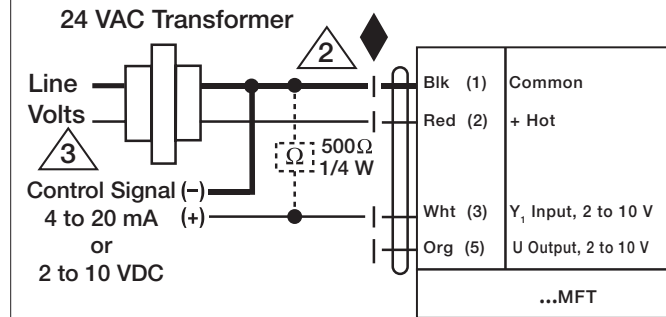 24 VAC Transformer
2
Line
Volts
3
Blk (1) Common
Red (2) + Hot
Ω 500Ω
1/4 W
Control Signal (−)
4 to 20 mA (+)
or
2 to 10 VDC
Wht (3) Y₁ Input, 2 to 10 V
Org (5) U Output, 2 to 10 V
...MFT